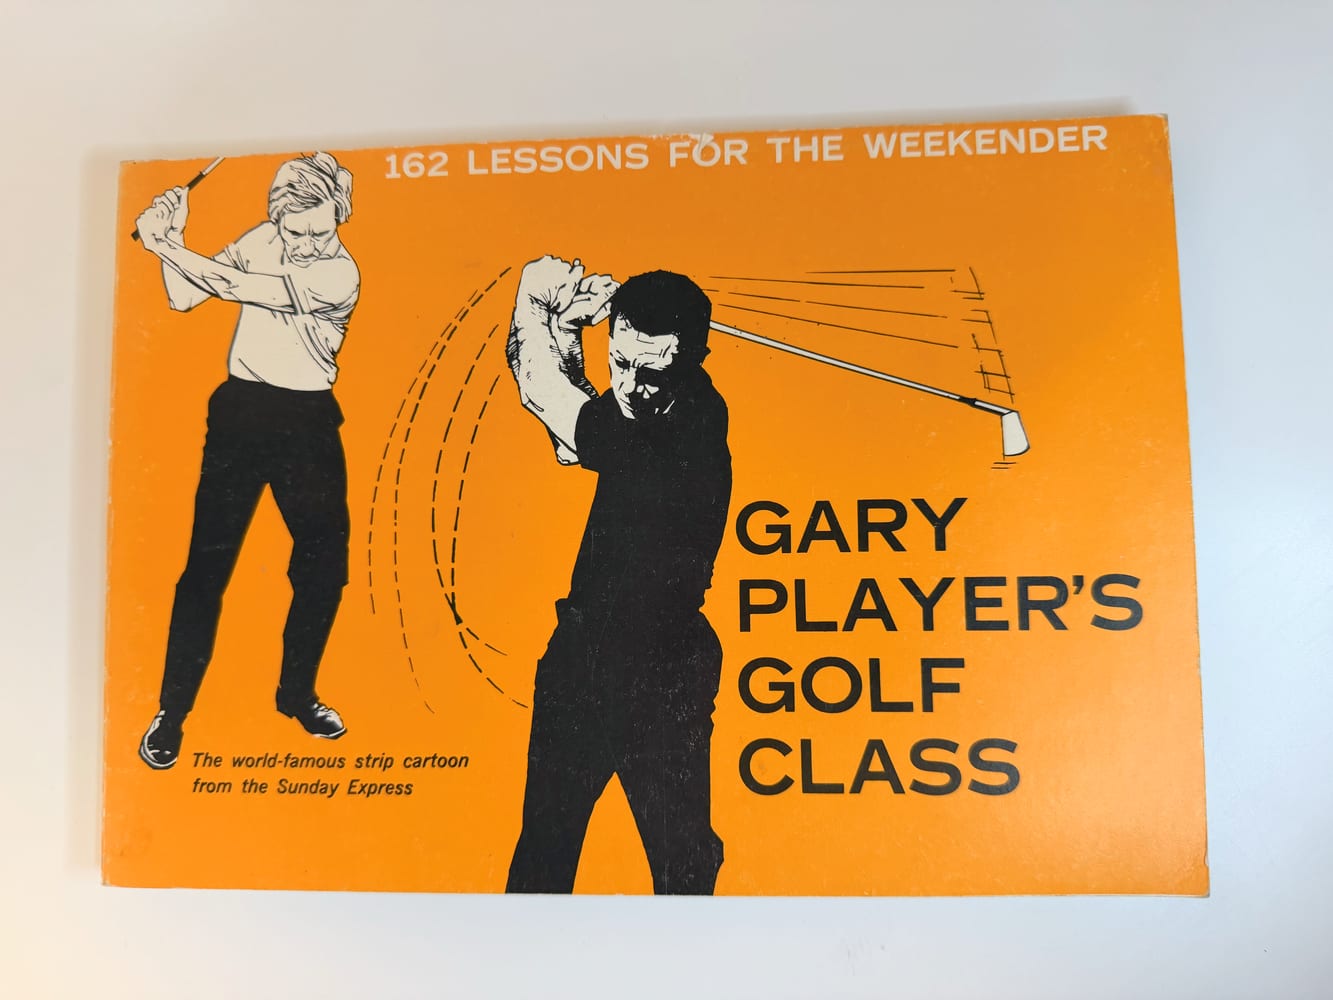 162 LESSONS FOR THE WEEKENDER
GARY
PLAYER'S
GOLF
CLASS
The world-famous strip cartoon
from the Sunday Express